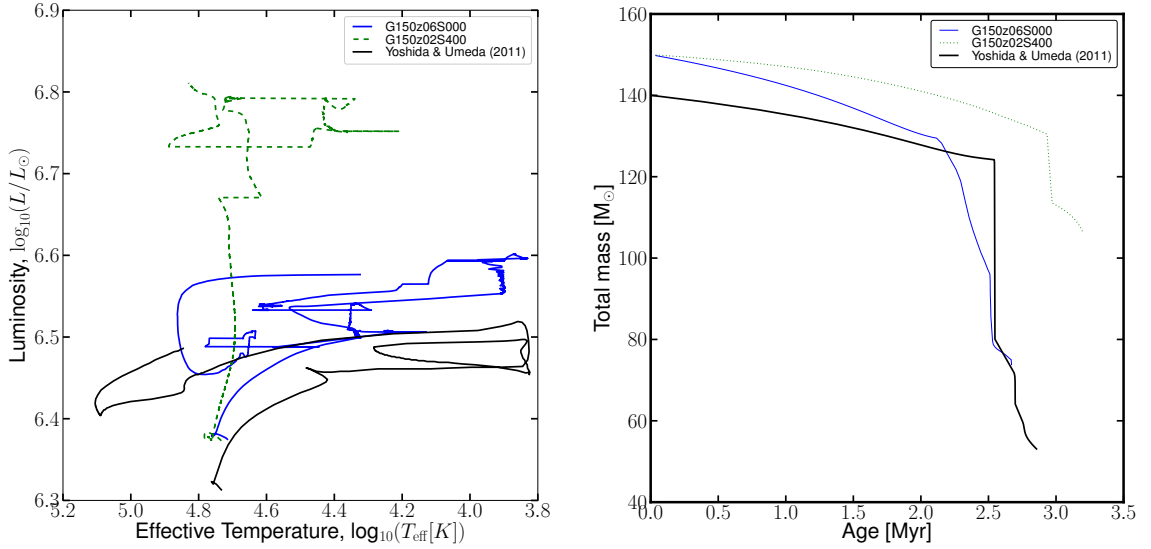 6.9
6.8
6.7
6.6
6.5
6.4
6.3
Luminosity, log₁₀(L/L⊙)
G150z06S000
G150z02S400
Yoshida & Umeda (2011)
5.2 5.0 4.8 4.6 4.4 4.2 4.0 3.8
Effective Temperature, log₁₀(T_eff[K])
160
140
120
100
80
60
40
Total mass [M⊙]
G150z06S000
G150z02S400
Yoshida & Umeda (2011)
0.0 0.5 1.0 1.5 2.0 2.5 3.0 3.5
Age [Myr]